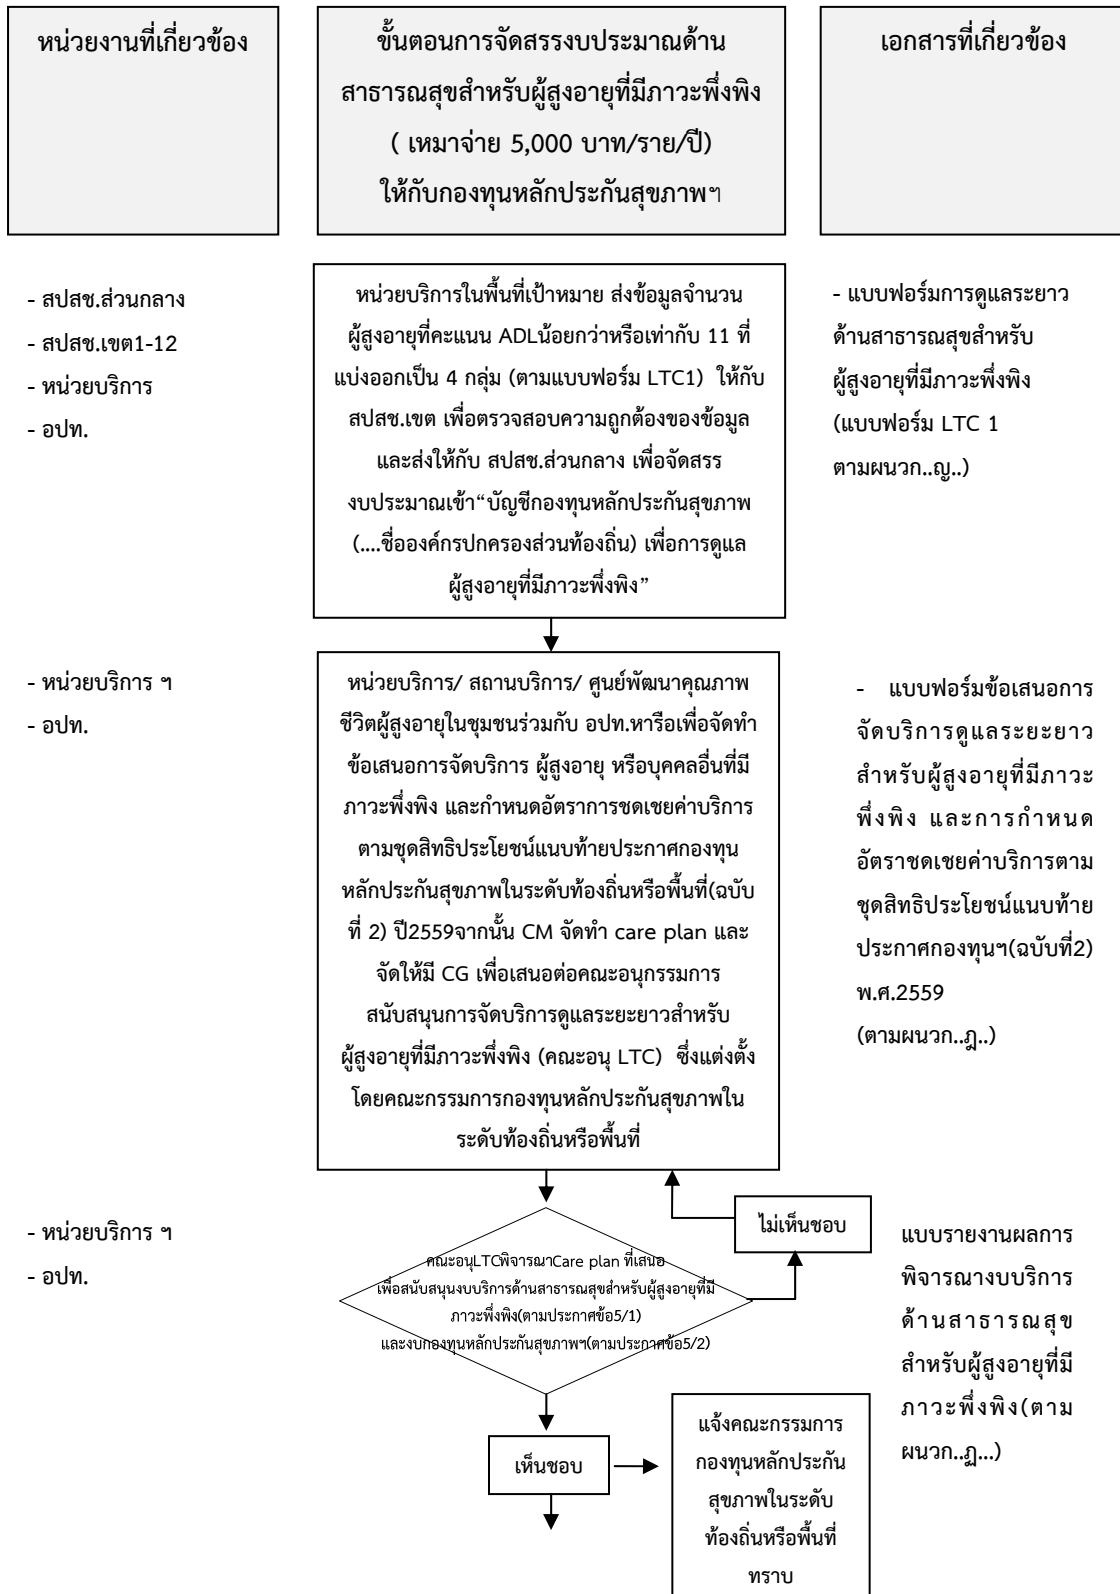 หน่วยงานที่เกี่ยวข้อง
ขั้นตอนการจัดสรรงบประมาณด้าน
สาธารณสุขสำหรับผู้สูงอายุที่มีภาวะพึ่งพิง
( เหมาจ่าย 5,000 บาท/ราย/ปี)
ให้กับกองทุนหลักประกันสุขภาพฯ
เอกสารที่เกี่ยวข้อง
- สปสช.ส่วนกลาง
- สปสช.เขต1-12
- หน่วยบริการ
- อปท.
หน่วยบริการในพื้นที่เป้าหมาย ส่งข้อมูลจำนวน
ผู้สูงอายุที่คะแนน ADLน้อยกว่าหรือเท่ากับ 11 ที่
แบ่งออกเป็น 4 กลุ่ม (ตามแบบฟอร์ม LTC1) ให้กับ
สปสช.เขต เพื่อตรวจสอบความถูกต้องของข้อมูล
และส่งให้กับ สปสช.ส่วนกลาง เพื่อจัดสรร
งบประมาณเข้า“บัญชีกองทุนหลักประกันสุขภาพ
(....ชื่อองค์กรปกครองส่วนท้องถิ่น) เพื่อการดูแล
ผู้สูงอายุที่มีภาวะพึ่งพิง”
- แบบฟอร์มการดูแลระยาว
ด้านสาธารณสุขสำหรับ
ผู้สูงอายุที่มีภาวะพึ่งพิง
(แบบฟอร์ม LTC 1
ตามผนวก..ญ..)
- หน่วยบริการ ฯ
- อปท.
หน่วยบริการ/ สถานบริการ/ ศูนย์พัฒนาคุณภาพ
ชีวิตผู้สูงอายุในชุมชนร่วมกับ อปท.หารือเพื่อจัดทำ
ข้อเสนอการจัดบริการ ผู้สูงอายุ หรือบุคคลอื่นที่มี
ภาวะพึ่งพิง และกำหนดอัตราการชดเชยค่าบริการ
ตามชุดสิทธิประโยชน์แนบท้ายประกาศกองทุน
หลักประกันสุขภาพในระดับท้องถิ่นหรือพื้นที่(ฉบับ
ที่ 2) ปี2559จากนั้น CM จัดทำ care plan และ
จัดให้มี CG เพื่อเสนอต่อคณะอนุกรรมการ
สนับสนุนการจัดบริการดูแลระยะยาวสำหรับ
ผู้สูงอายุที่มีภาวะพึ่งพิง (คณะอนุ LTC) ซึ่งแต่งตั้ง
โดยคณะกรรมการกองทุนหลักประกันสุขภาพใน
ระดับท้องถิ่นหรือพื้นที่
- แบบฟอร์มข้อเสนอการ
จัดบริการดูแลระยะยาว
สำหรับผู้สูงอายุที่มีภาวะ
พึ่งพิง และการกำหนด
อัตราชดเชยค่าบริการตาม
ชุดสิทธิประโยชน์แนบท้าย
ประกาศกองทุนฯ(ฉบับที่2)
พ.ศ.2559
(ตามผนวก..ฎ..)
- หน่วยบริการ ฯ
- อปท.
ไม่เห็นชอบ
คณะอนุLTCพิจารณาCare plan ที่เสนอ
เพื่อสนับสนุนงบบริการด้านสาธารณสุขสำหรับผู้สูงอายุที่มี
ภาวะพึ่งพิง(ตามประกาศข้อ5/1)
และงบกองทุนหลักประกันสุขภาพฯ(ตามประกาศข้อ5/2)
แบบรายงานผลการ
พิจารณางบบริการ
ด้านสาธารณสุข
สำหรับผู้สูงอายุที่มี
ภาวะพึ่งพิง(ตาม
ผนวก..ฏ...)
เห็นชอบ
แจ้งคณะกรรมการ
กองทุนหลักประกัน
สุขภาพในระดับ
ท้องถิ่นหรือพื้นที่
ทราบ